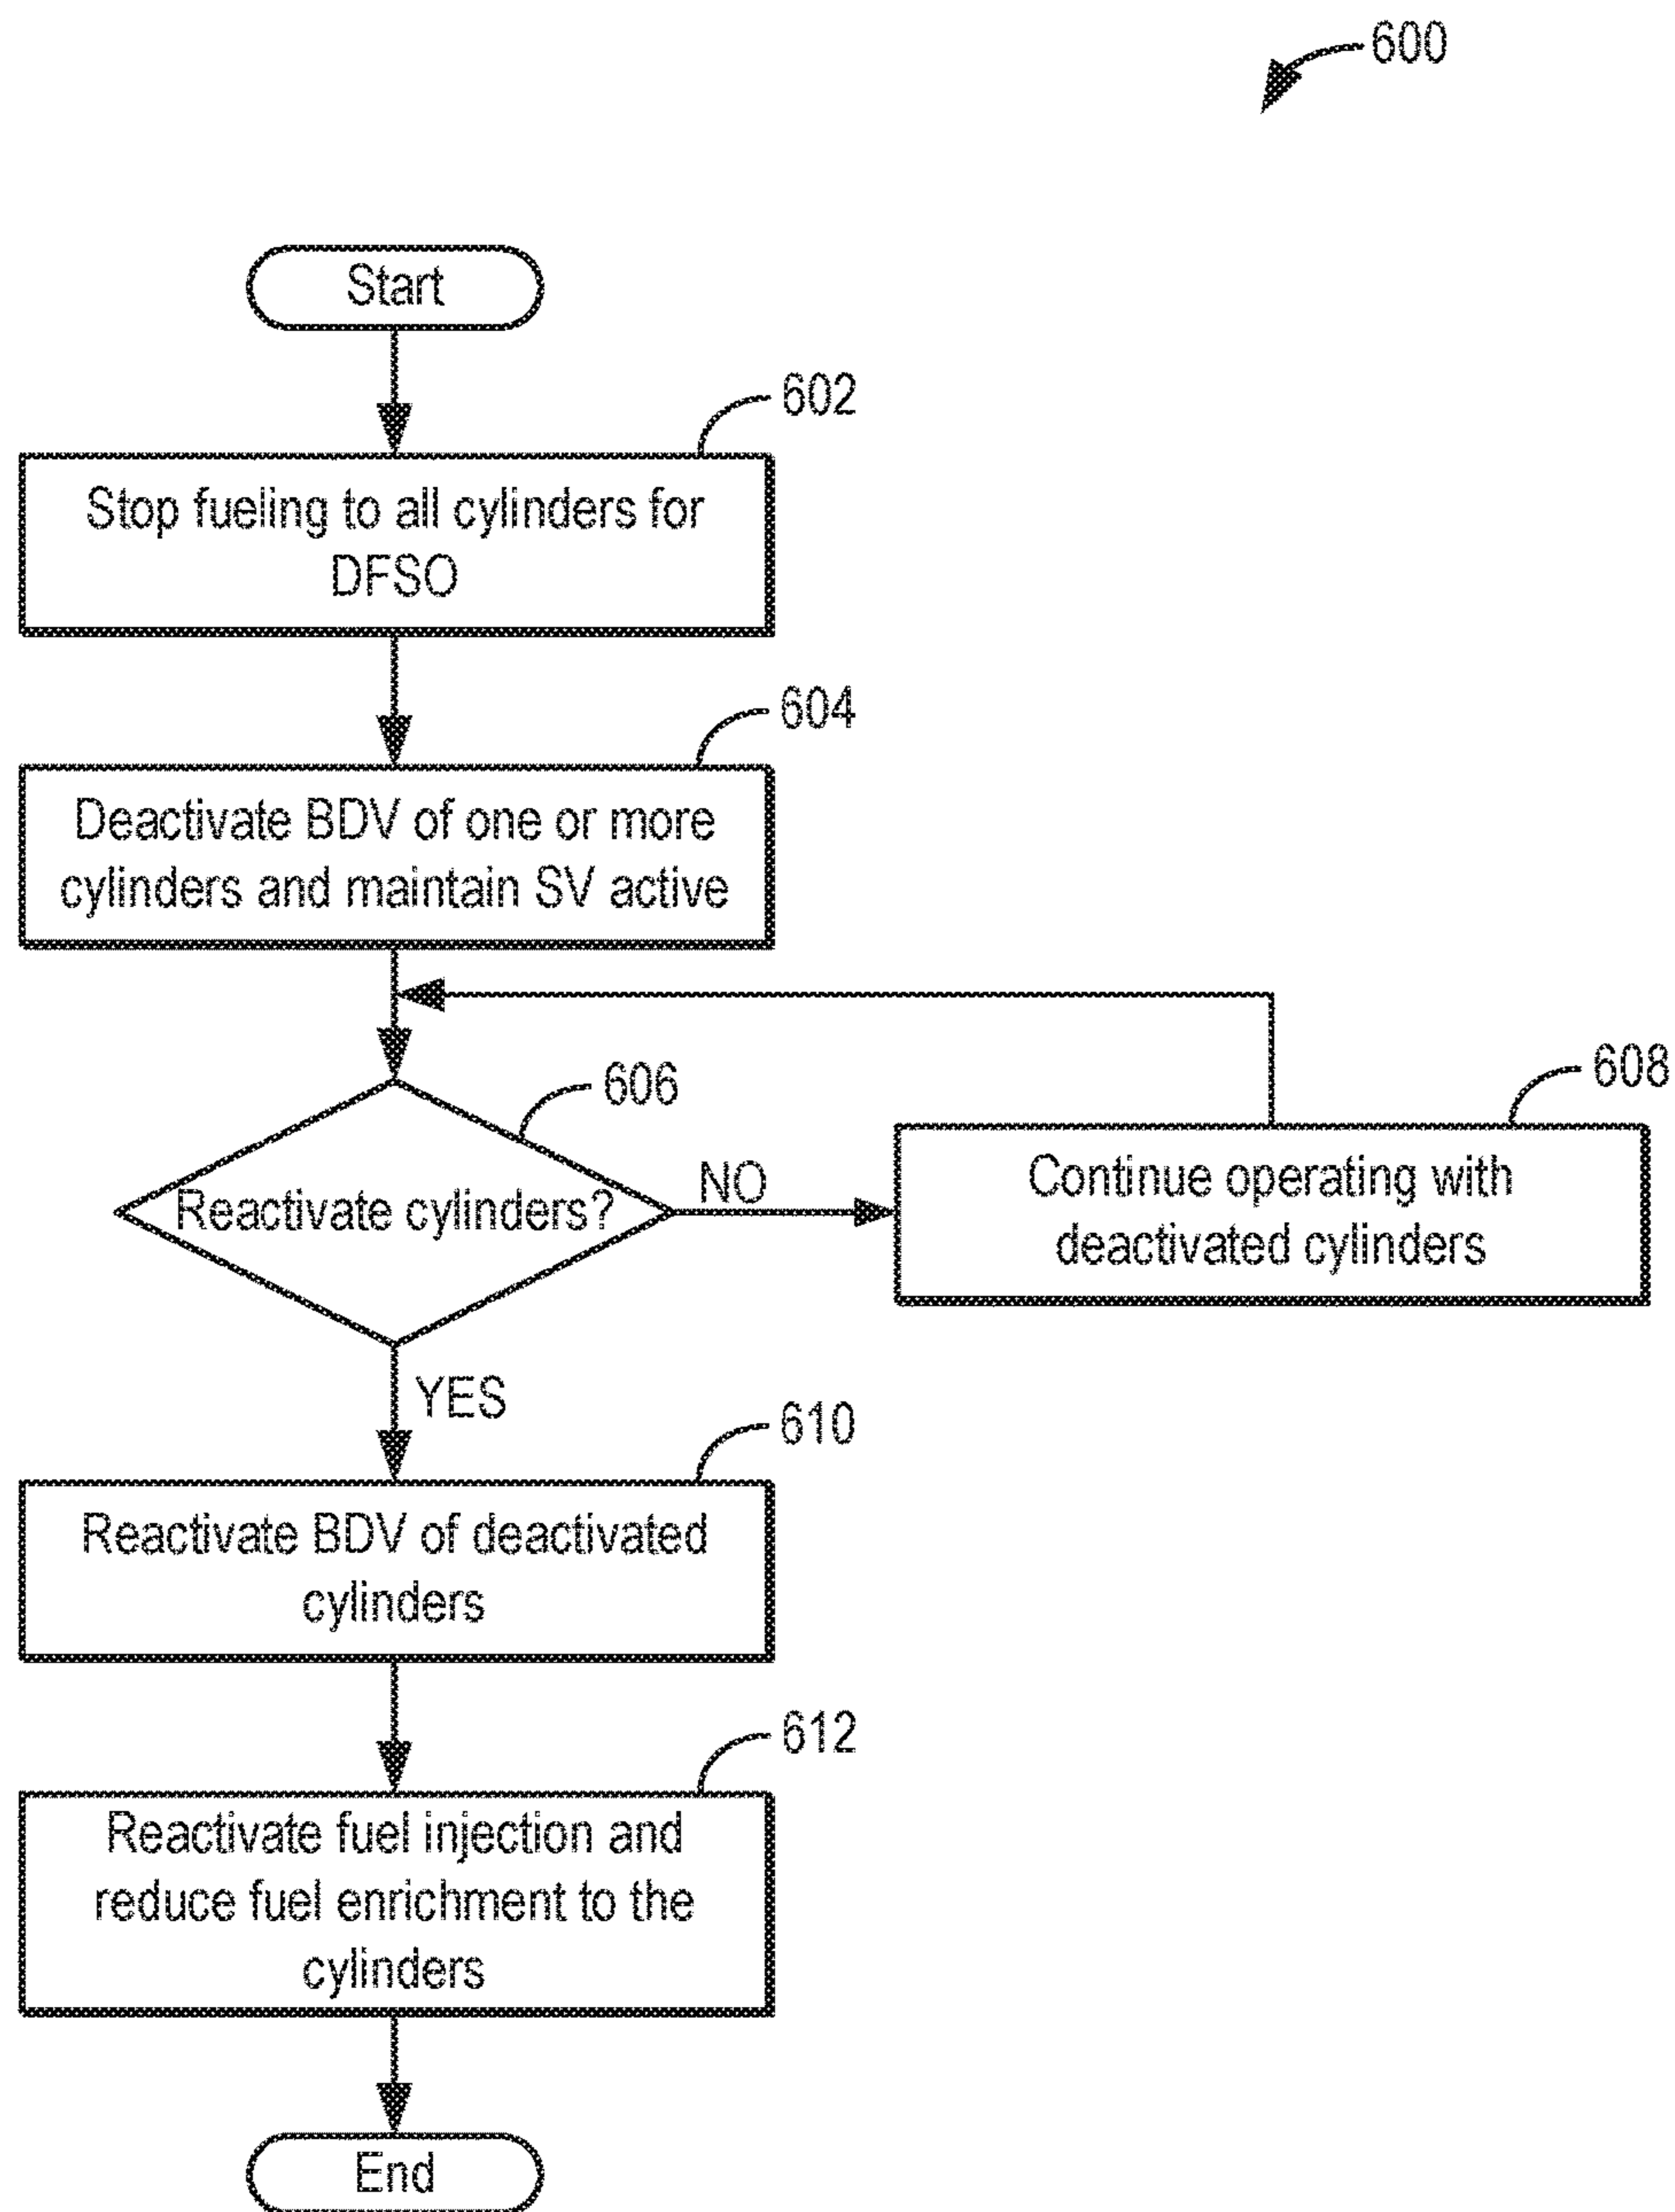 600
Start
602
Stop fueling to all cylinders for
DFSO
604
Deactivate BDV of one or more
cylinders and maintain SV active
606
Reactivate cylinders?
NO
608
Continue operating with
deactivated cylinders
YES
610
Reactivate BDV of deactivated
cylinders
612
Reactivate fuel injection and
reduce fuel enrichment to the
cylinders
End